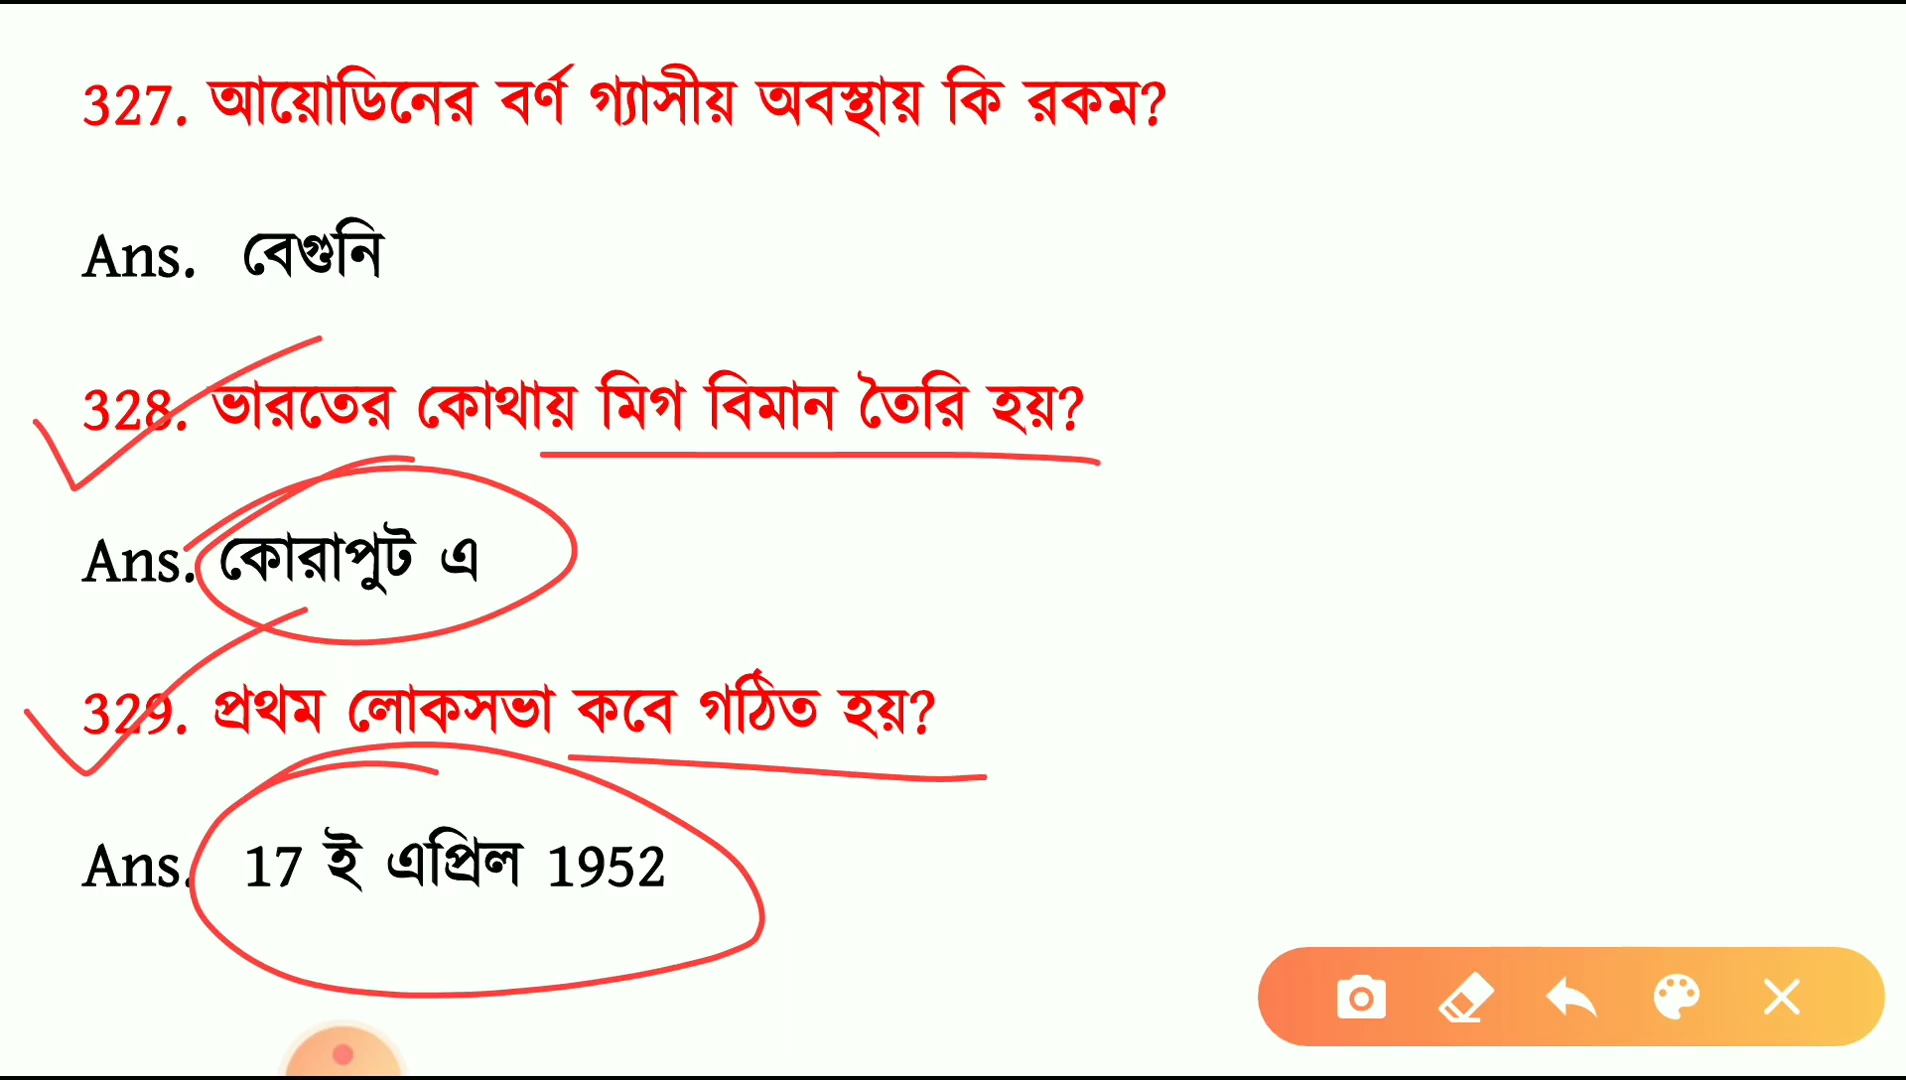 327. আয়োডিনের বর্ণ গ্যাসীয় অবস্থায় কি রকম?
Ans. বেগুনি
328. ভারতের কোথায় মিগ বিমান তৈরি হয়?
Ans. কোরাপুট এ
329. প্রথম লোকসভা কবে গঠিত হয়?
Ans. 17 ই এপ্রিল 1952